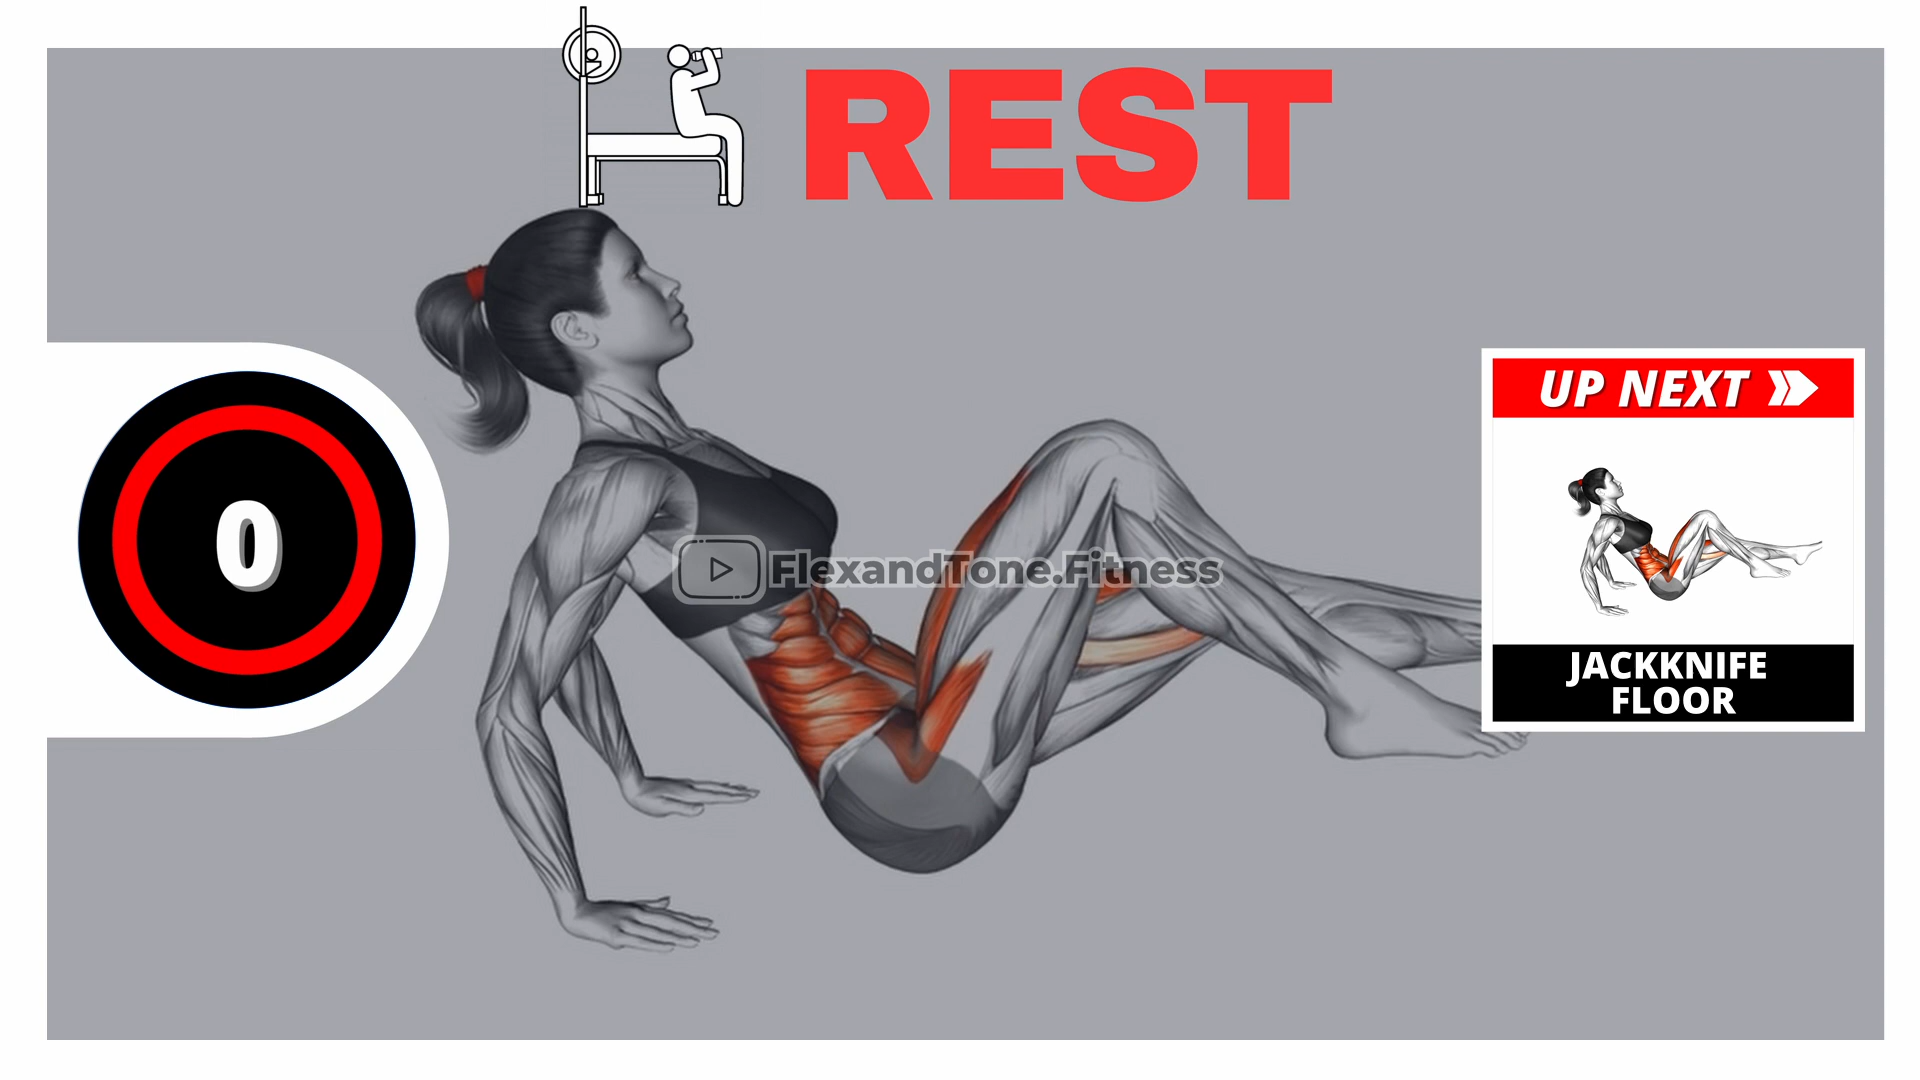 REST
UP NEXT
0
FlexandTone.Fitness
JACKKNIFE
FLOOR